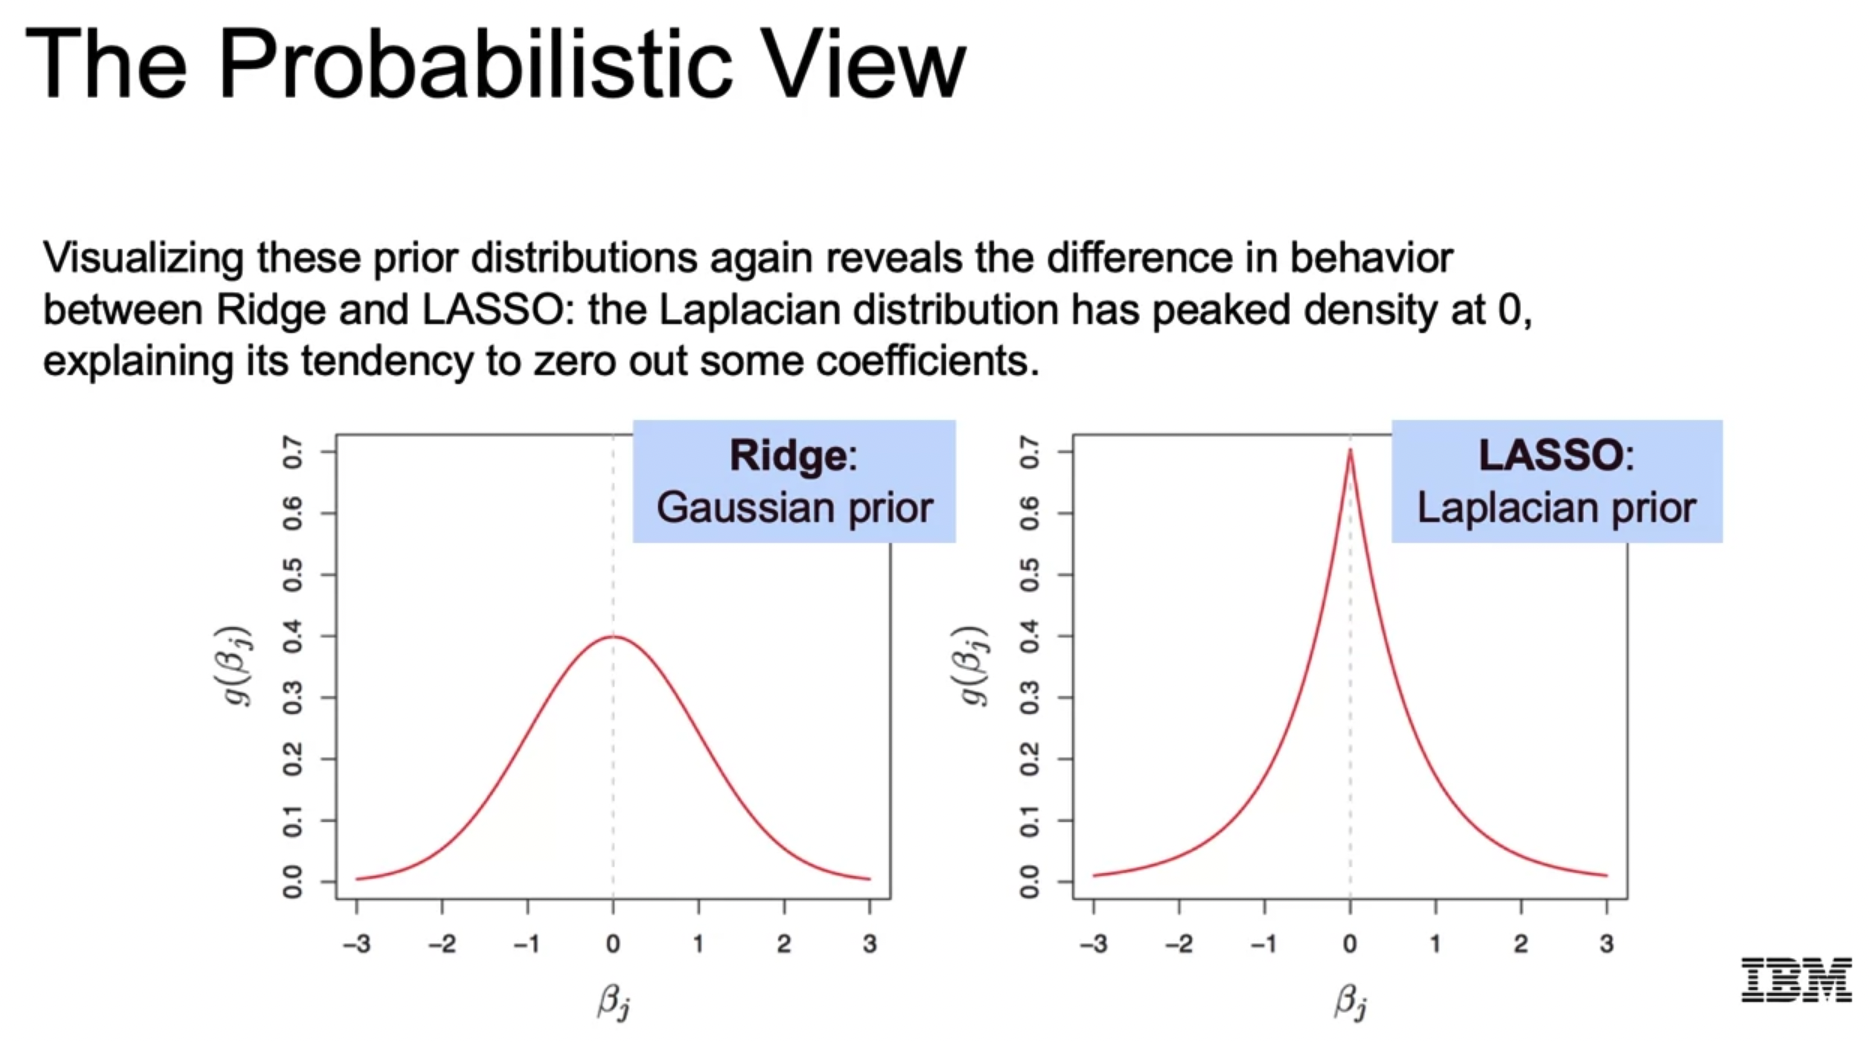 The Probabilistic View
Visualizing these prior distributions again reveals the difference in behavior
between Ridge and LASSO: the Laplacian distribution has peaked density at 0,
explaining its tendency to zero out some coefficients.
Ridge:
Gaussian prior
g(βj)
0.7
0.6
0.5
0.4
0.3
0.2
0.1
0.0
−3 −2 −1 0 1 2 3
βj
LASSO:
Laplacian prior
g(βj)
0.7
0.6
0.5
0.4
0.3
0.2
0.1
0.0
−3 −2 −1 0 1 2 3
βj
IBM